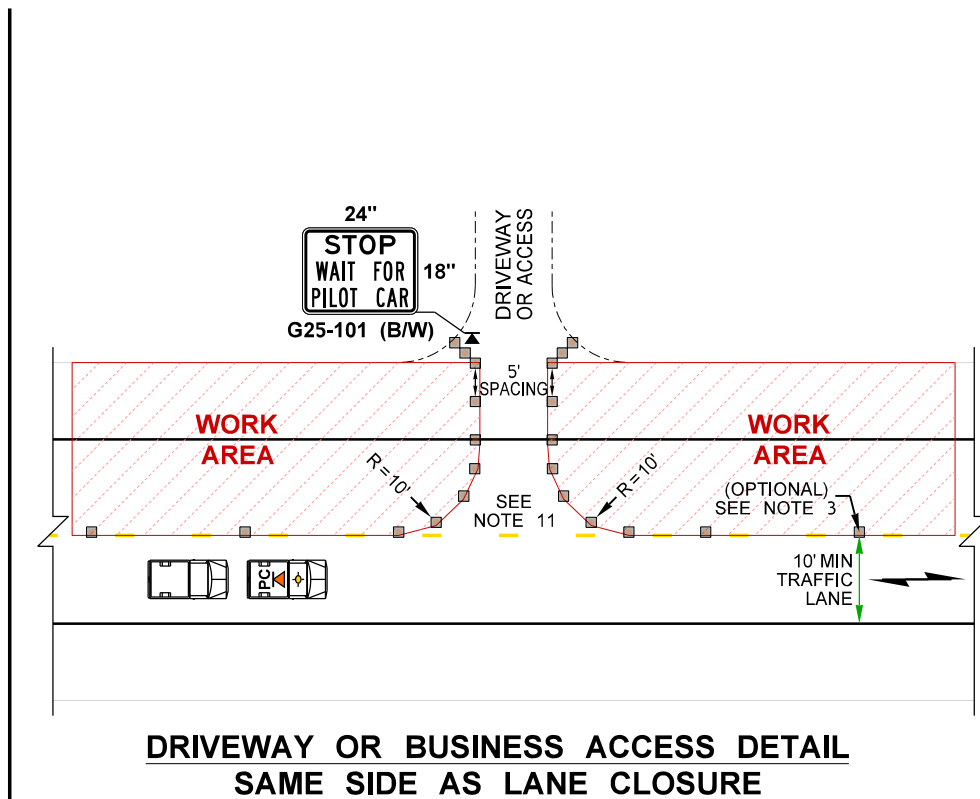 24"
STOP
WAIT FOR
PILOT CAR
18"
G25-101 (B/W)
DRIVEWAY
OR ACCESS
5'
SPACING
WORK
AREA
WORK
AREA
R=10'
R=10'
SEE
NOTE 11
(OPTIONAL)
SEE NOTE 3
10' MIN
TRAFFIC
LANE
PC
DRIVEWAY OR BUSINESS ACCESS DETAIL
SAME SIDE AS LANE CLOSURE